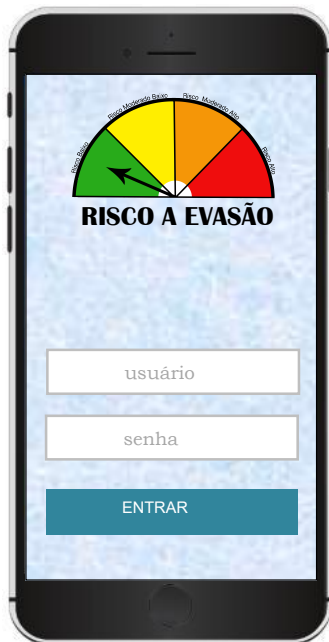 Risco Baixo
Risco Moderado Baixo
Risco Moderado Alto
Risco Alto
RISCO A EVASÃO
usuário
senha
ENTRAR